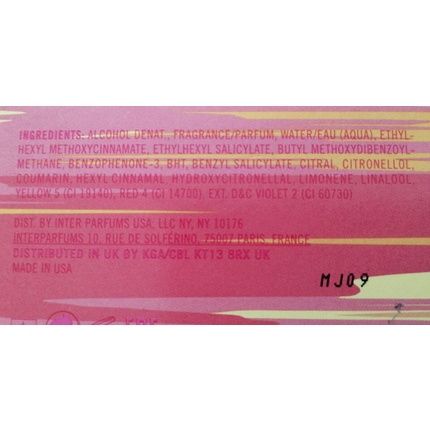 INGREDIENTS: ALCOHOL DENAT., FRAGRANCE/PARFUM, WATER/EAU (AQUA), ETHYL-
HEXYL METHOXYCINNAMATE, ETHYLHEXYL SALICYLATE, BUTYL METHOXYDIBENZOYL-
METHANE, BENZOPHENONE-3, BHT, BENZYL SALICYLATE, CITRAL, CITRONELLOL,
COUMARIN, HEXYL CINNAMAL, HYDROXYCITRONELLAL, LIMONENE, LINALOOL,
YELLOW 5 (CI 19140), RED 4 (CI 14700), EXT. D&C VIOLET 2 (CI 60730)
DIST. BY INTER PARFUMS USA, LLC NY, NY 10176
INTERPARFUMS 10, RUE DE SOLFÉRINO, 75007 PARIS, FRANCE
DISTRIBUTED IN UK BY KGA/CBL KT13 8RX UK
MADE IN USA
MJ09